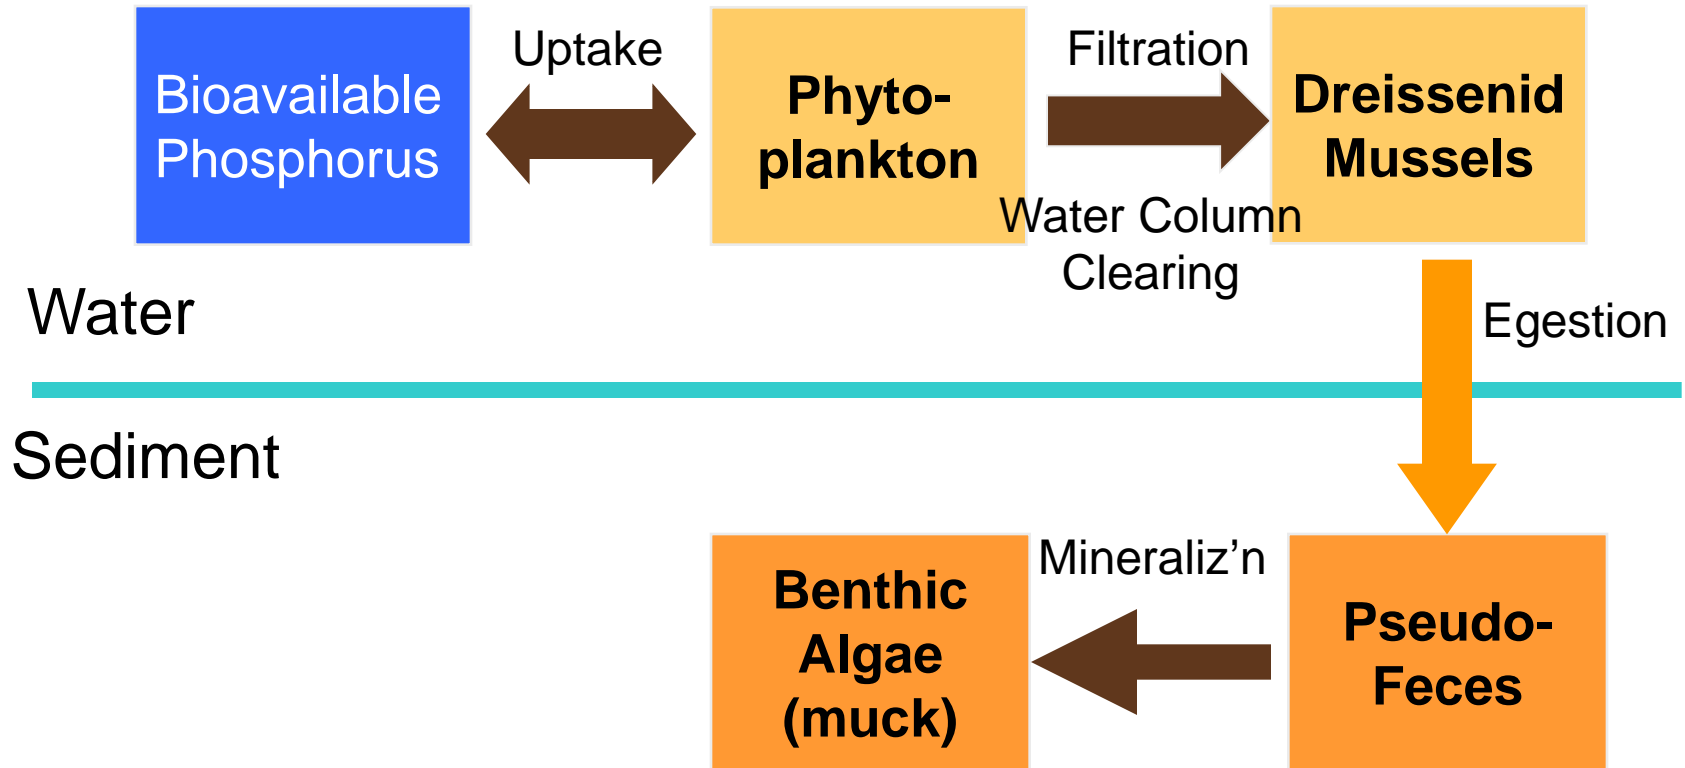 Bioavailable
Phosphorus
Uptake
Phyto-
plankton
Filtration
Water Column
Clearing
Dreissenid
Mussels
Water
Egestion
Sediment
Benthic
Algae
(muck)
Mineraliz’n
Pseudo-
Feces